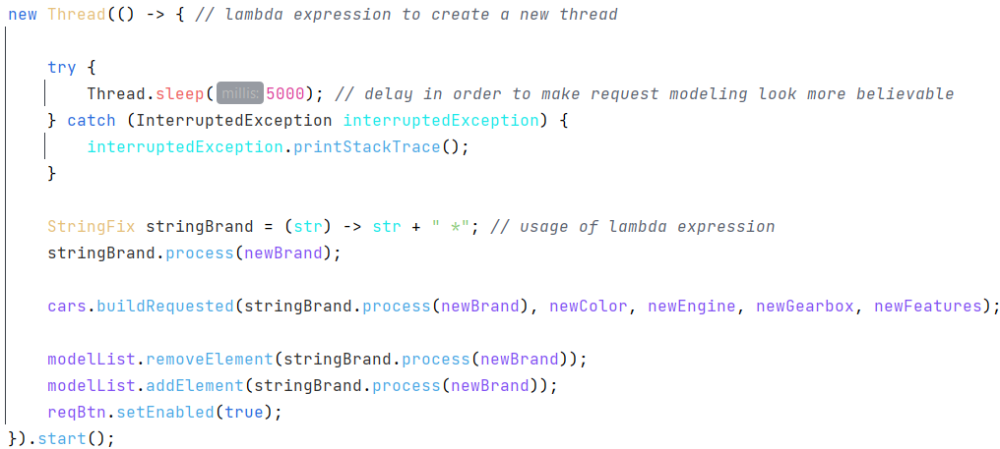 new Thread(() -> { // lambda expression to create a new thread
try {
Thread.sleep( millis: 5000); // delay in order to make request modeling look more believable
} catch (InterruptedException interruptedException) {
interruptedException.printStackTrace();
}
StringFix stringBrand = (str) -> str + " *"; // usage of lambda expression
stringBrand.process(newBrand);
cars.buildRequested(stringBrand.process(newBrand), newColor, newEngine, newGearbox, newFeatures);
modelList.removeElement(stringBrand.process(newBrand));
modelList.addElement(stringBrand.process(newBrand));
reqBtn.setEnabled(true);
}).start();